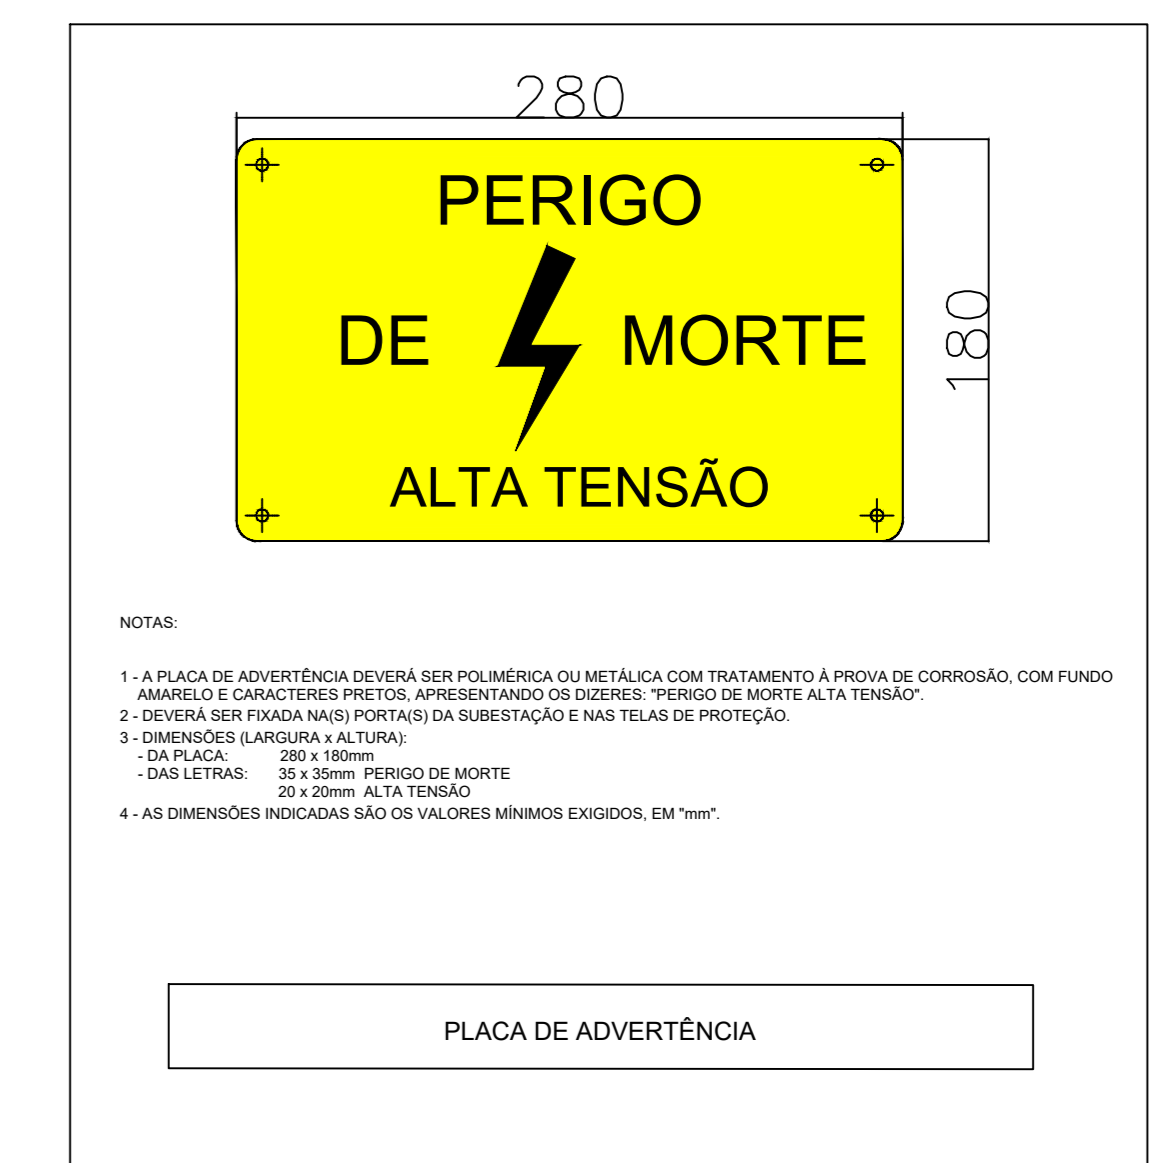 280
PERIGO
DE MORTE
180
ALTA TENSÃO
NOTAS:
1 - A PLACA DE ADVERTÊNCIA DEVERÁ SER POLIMÉRICA OU METÁLICA COM TRATAMENTO À PROVA DE CORROSÃO, COM FUNDO
AMARELO E CARACTERES PRETOS, APRESENTANDO OS DIZERES: "PERIGO DE MORTE ALTA TENSÃO".
2 - DEVERÁ SER FIXADA NA(S) PORTA(S) DA SUBESTAÇÃO E NAS TELAS DE PROTEÇÃO.
3 - DIMENSÕES (LARGURA x ALTURA):
- DA PLACA: 280 x 180mm
- DAS LETRAS: 35 x 35mm PERIGO DE MORTE
20 x 20mm ALTA TENSÃO
4 - AS DIMENSÕES INDICADAS SÃO OS VALORES MÍNIMOS EXIGIDOS, EM "mm".
PLACA DE ADVERTÊNCIA